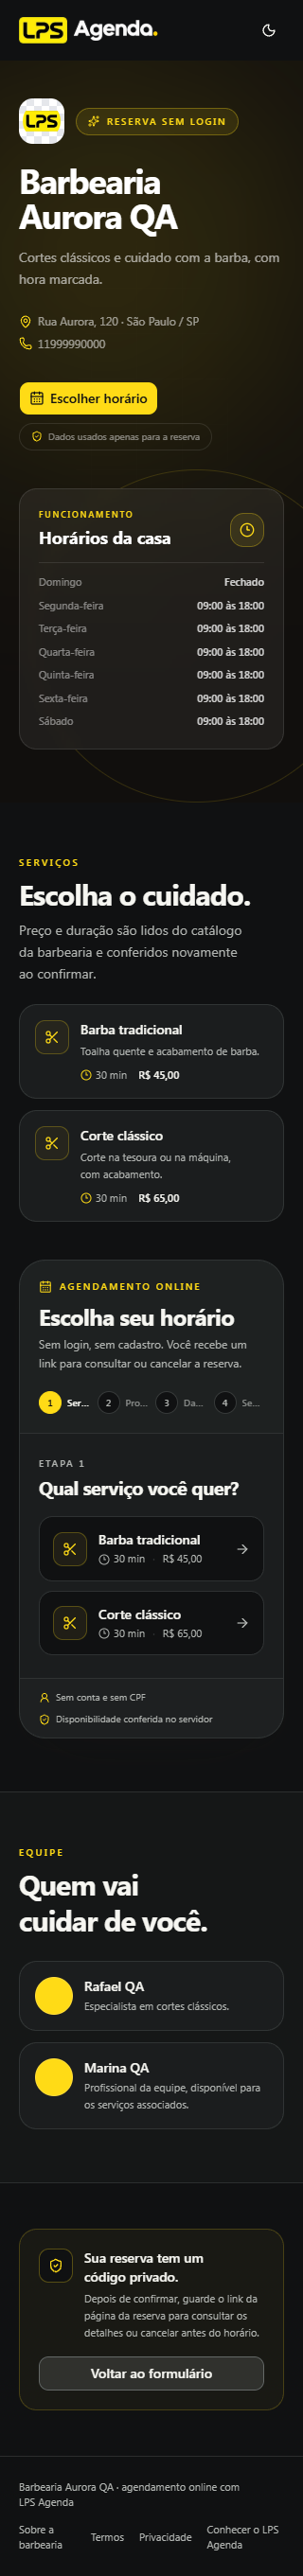 LPS Agenda.
LPS
RESERVA SEM LOGIN
Barbearia
Aurora QA
Cortes clássicos e cuidado com a barba, com
hora marcada.
Rua Aurora, 120 · São Paulo / SP
11999990000
Escolher horário
Dados usados apenas para a reserva
FUNCIONAMENTO
Horários da casa
Domingo Fechado
Segunda-feira 09:00 às 18:00
Terça-feira 09:00 às 18:00
Quarta-feira 09:00 às 18:00
Quinta-feira 09:00 às 18:00
Sexta-feira 09:00 às 18:00
Sábado 09:00 às 18:00
SERVIÇOS
Escolha o cuidado.
Preço e duração são lidos do catálogo
da barbearia e conferidos novamente
ao confirmar.
Barba tradicional
Toalha quente e acabamento de barba.
30 min R$ 45,00
Corte clássico
Corte na tesoura ou na máquina,
com acabamento.
30 min R$ 65,00
AGENDAMENTO ONLINE
Escolha seu horário
Sem login, sem cadastro. Você recebe um
link para consultar ou cancelar a reserva.
1 Ser... 2 Pro... 3 Da... 4 Se...
ETAPA 1
Qual serviço você quer?
Barba tradicional
30 min · R$ 45,00
Corte clássico
30 min · R$ 65,00
Sem conta e sem CPF
Disponibilidade conferida no servidor
EQUIPE
Quem vai
cuidar de você.
Rafael QA
Especialista em cortes clássicos.
Marina QA
Profissional da equipe, disponível para
os serviços associados.
Sua reserva tem um
código privado.
Depois de confirmar, guarde o link da
página da reserva para consultar os
detalhes ou cancelar antes do horário.
Voltar ao formulário
Barbearia Aurora QA · agendamento online com
LPS Agenda
Sobre a
barbearia
Termos
Privacidade
Conhecer o LPS
Agenda